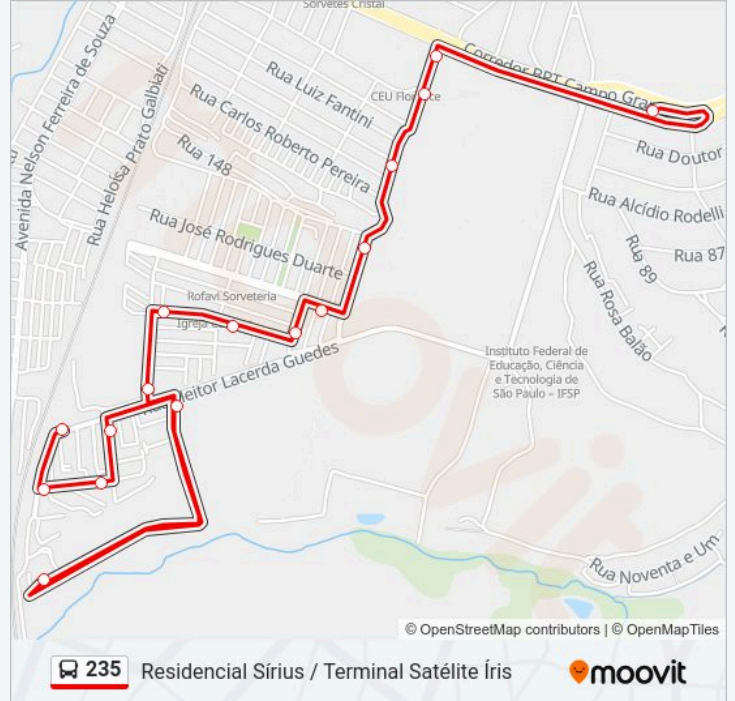 Sorvetes Cristal
Corredor BRT Campo Gra
CEU Flo
ce
Rua Luiz Fantini
Rua Carlos Roberto Pereira
Rua 148
Avenida Nelson Ferreira de Souza
Rua Heloísa Prato Galbiati
Rua Doutor
Rua Alcídio Rodelli
Rua 89
Rua 87
Rua José Rodrigues Duarte
Rua Rosa Balão
Rofavi Sorveteria
Igreja
eitor Lacerda Guedes
Instituto Federal de
Educação, Ciência
e Tecnologia de
São Paulo – IFSP
Rua Noventa e Um
© OpenStreetMap contributors | © OpenMapTiles
235 Residencial Sírius / Terminal Satélite Íris
moovit